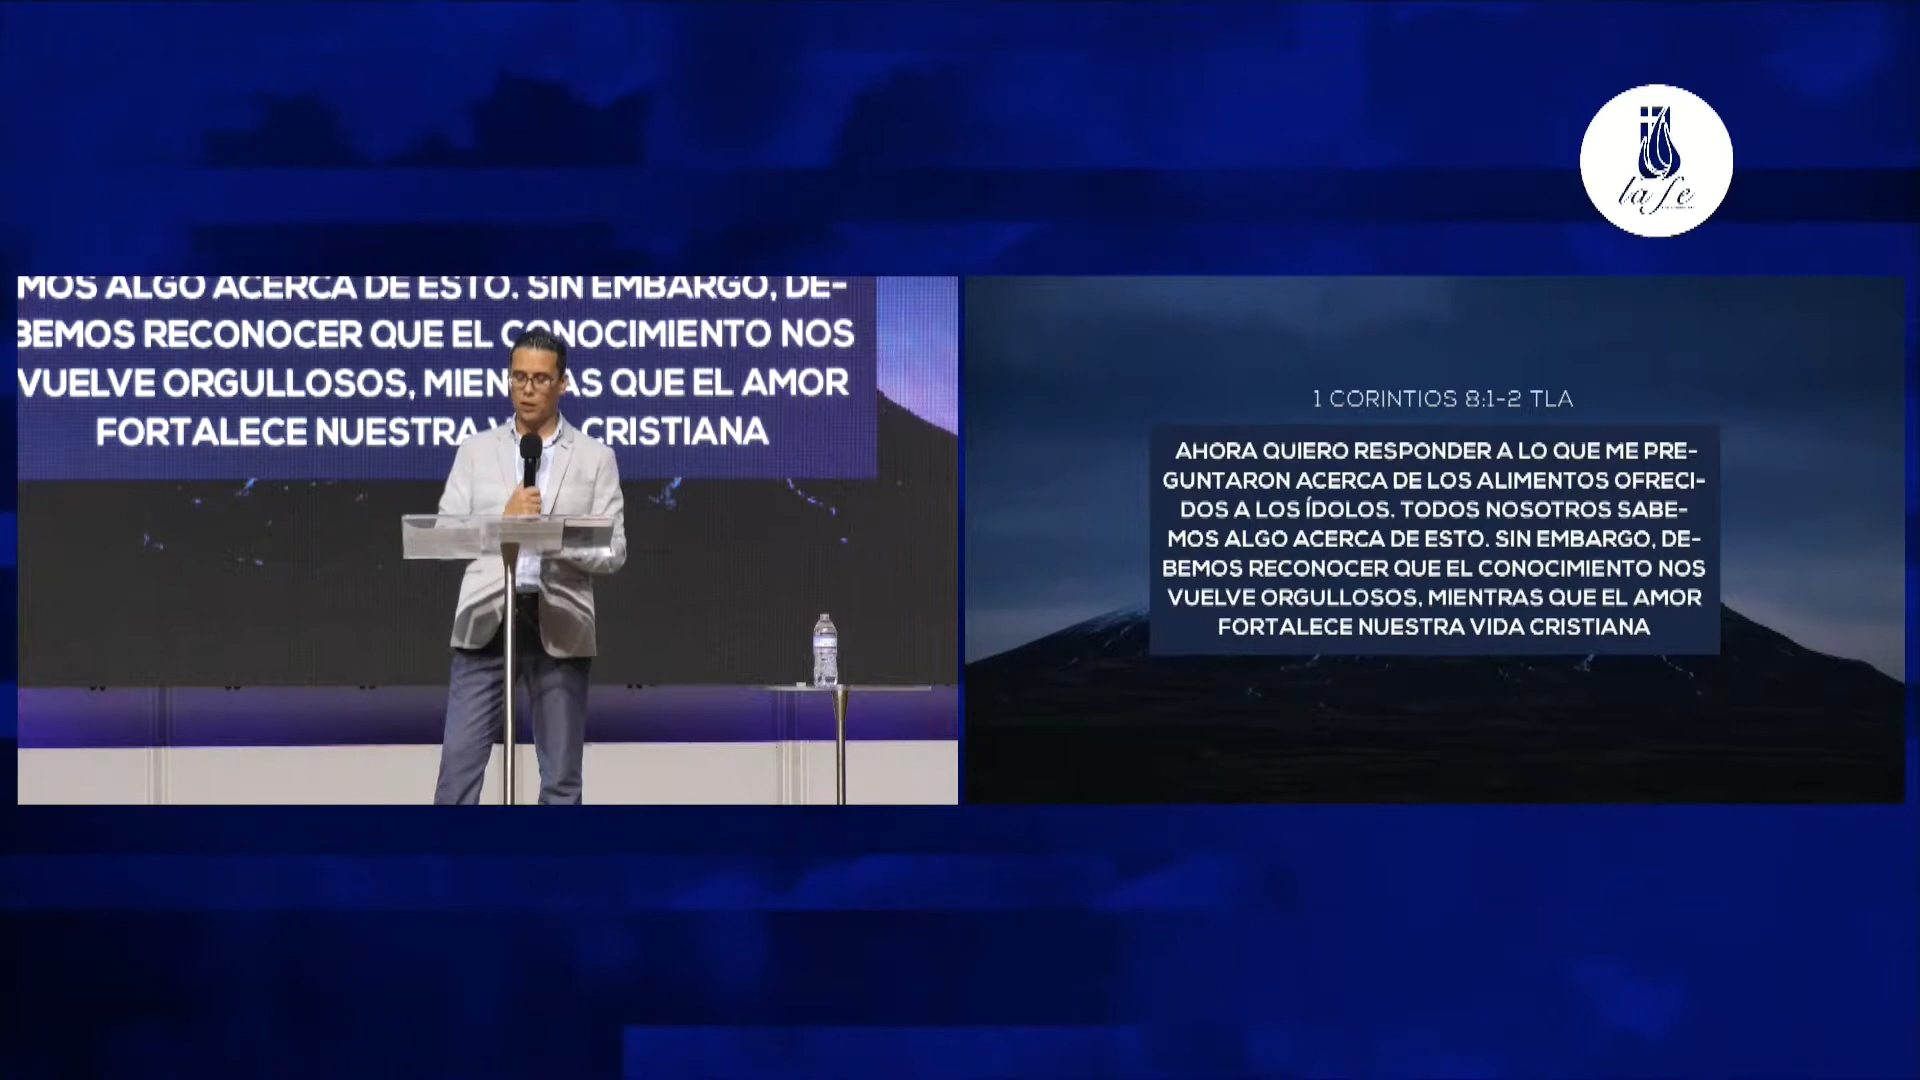 la fe
MOS ALGO ACERCA DE ESTO. SIN EMBARGO, DE-
BEMOS RECONOCER QUE EL CONOCIMIENTO NOS
VUELVE ORGULLOSOS, MIENTRAS QUE EL AMOR
FORTALECE NUESTRA VIDA CRISTIANA
1 CORINTIOS 8:1-2 TLA
AHORA QUIERO RESPONDER A LO QUE ME PRE-
GUNTARON ACERCA DE LOS ALIMENTOS OFRECI-
DOS A LOS ÍDOLOS. TODOS NOSOTROS SABE-
MOS ALGO ACERCA DE ESTO. SIN EMBARGO, DE-
BEMOS RECONOCER QUE EL CONOCIMIENTO NOS
VUELVE ORGULLOSOS, MIENTRAS QUE EL AMOR
FORTALECE NUESTRA VIDA CRISTIANA